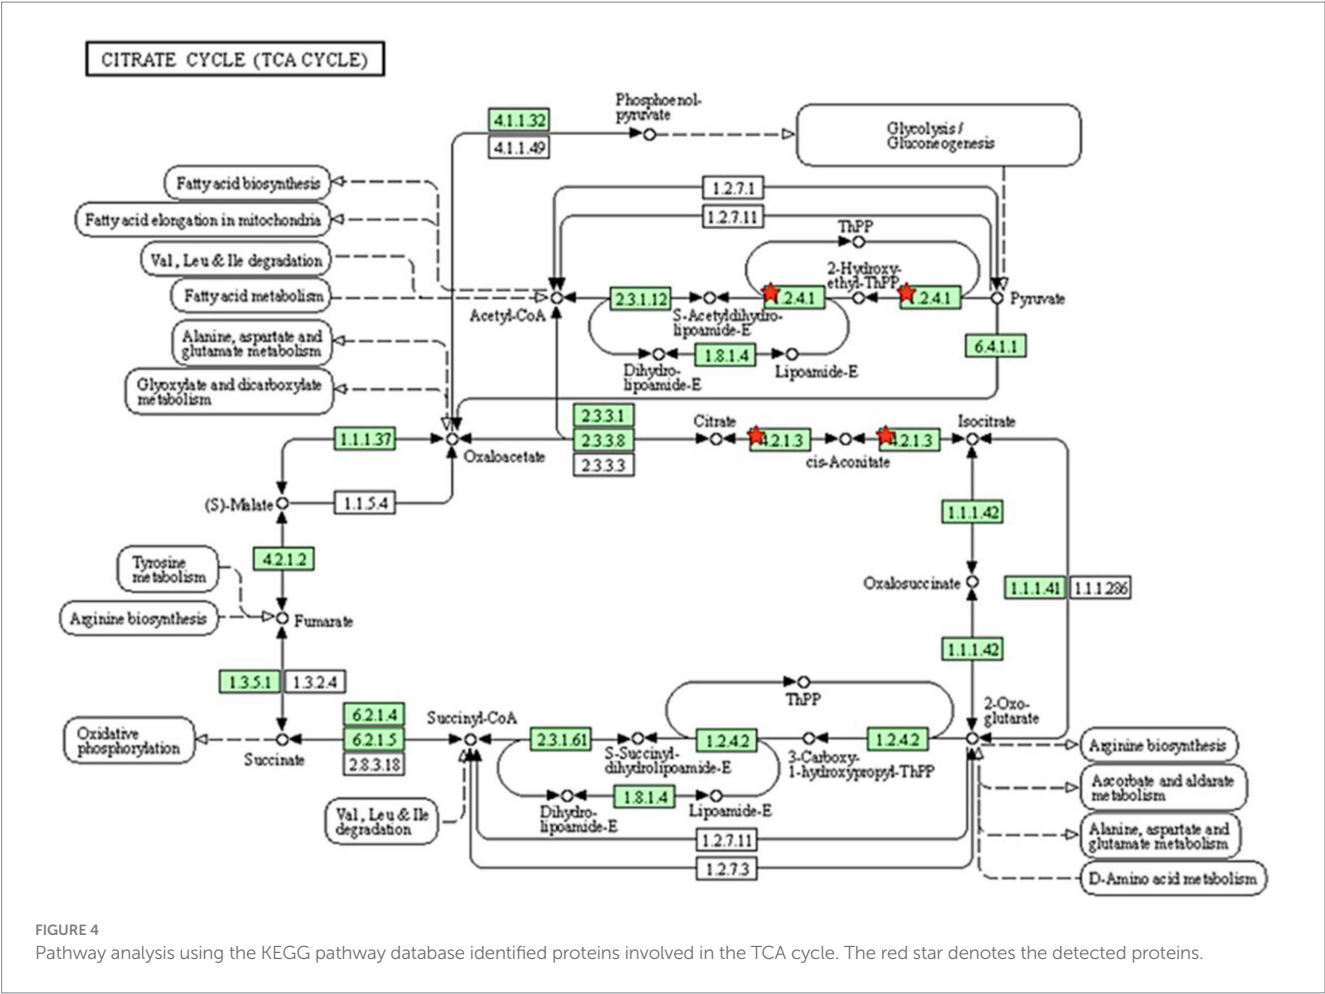 CITRATE CYCLE (TCA CYCLE)
Phosphoenol-
pyruvate
4.1.1.32
4.1.1.49
Glycolysis /
Gluconeogenesis
Fatty acid biosynthesis
Fatty acid elongation in mitochondria
Val, Leu & Ile degradation
Fatty acid metabolism
Alanine, aspartate and
glutamate metabolism
Glyoxylate and dicarboxylate
metabolism
1.2.7.1
1.2.7.11
ThPP
2-Hydroxy-
ethyl-ThPP
Acetyl-CoA
2.3.1.12
S-Acetyldihydro-
lipoamide-E
1.2.4.1
1.2.4.1
Pyruvate
Dihydro-
lipoamide-E
1.8.1.4
Lipoamide-E
6.4.1.1
1.1.1.37
Oxaloacetate
2.3.3.1
2.3.3.8
2.3.3.3
Citrate
4.2.1.3
cis-Aconitate
4.2.1.3
Isocitrate
(S)-Malate
1.1.5.4
1.1.1.42
4.2.1.2
Tyrosine
metabolism
Oxalosuccinate
1.1.1.41
1.1.1.286
Arginine biosynthesis
Fumarate
1.1.1.42
1.3.5.1
1.3.2.4
ThPP
2-Oxo-
glutarate
Oxidative
phosphorylation
Succinate
6.2.1.4
6.2.1.5
2.8.3.18
Succinyl-CoA
2.3.1.61
S-Succinyl-
dihydrolipoamide-E
1.2.4.2
3-Carboxy-
1-hydroxypropyl-ThPP
1.2.4.2
Arginine biosynthesis
Ascorbate and aldarate
metabolism
Val, Leu & Ile
degradation
Dihydro-
lipoamide-E
1.8.1.4
Lipoamide-E
1.2.7.11
1.2.7.3
Alanine, aspartate and
glutamate metabolism
D-Amino acid metabolism
FIGURE 4
Pathway analysis using the KEGG pathway database identified proteins involved in the TCA cycle. The red star denotes the detected proteins.